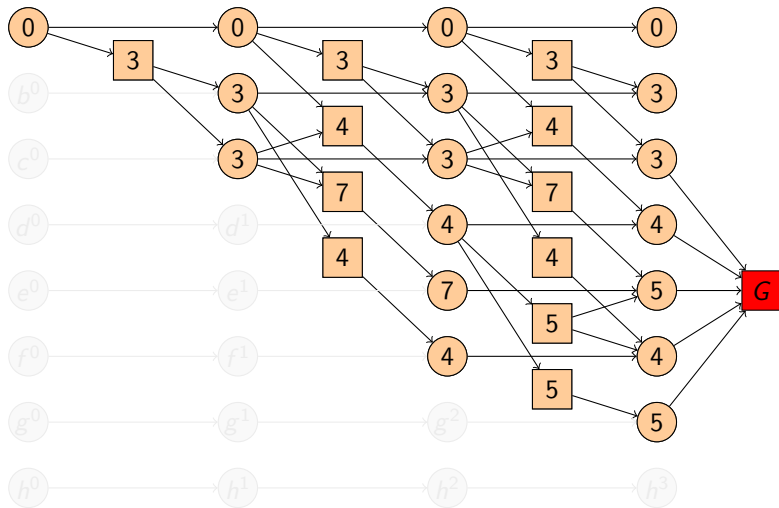 0 0 0 0
3 3 3
b⁰ 3 3 3
4 4
c⁰ 3 3 3
7 7
d⁰ d¹ 4 4
4 4
e⁰ e¹ 7 5 G
5
f⁰ f¹ 4 4
5
g⁰ g¹ g² 5
h⁰ h¹ h² h³